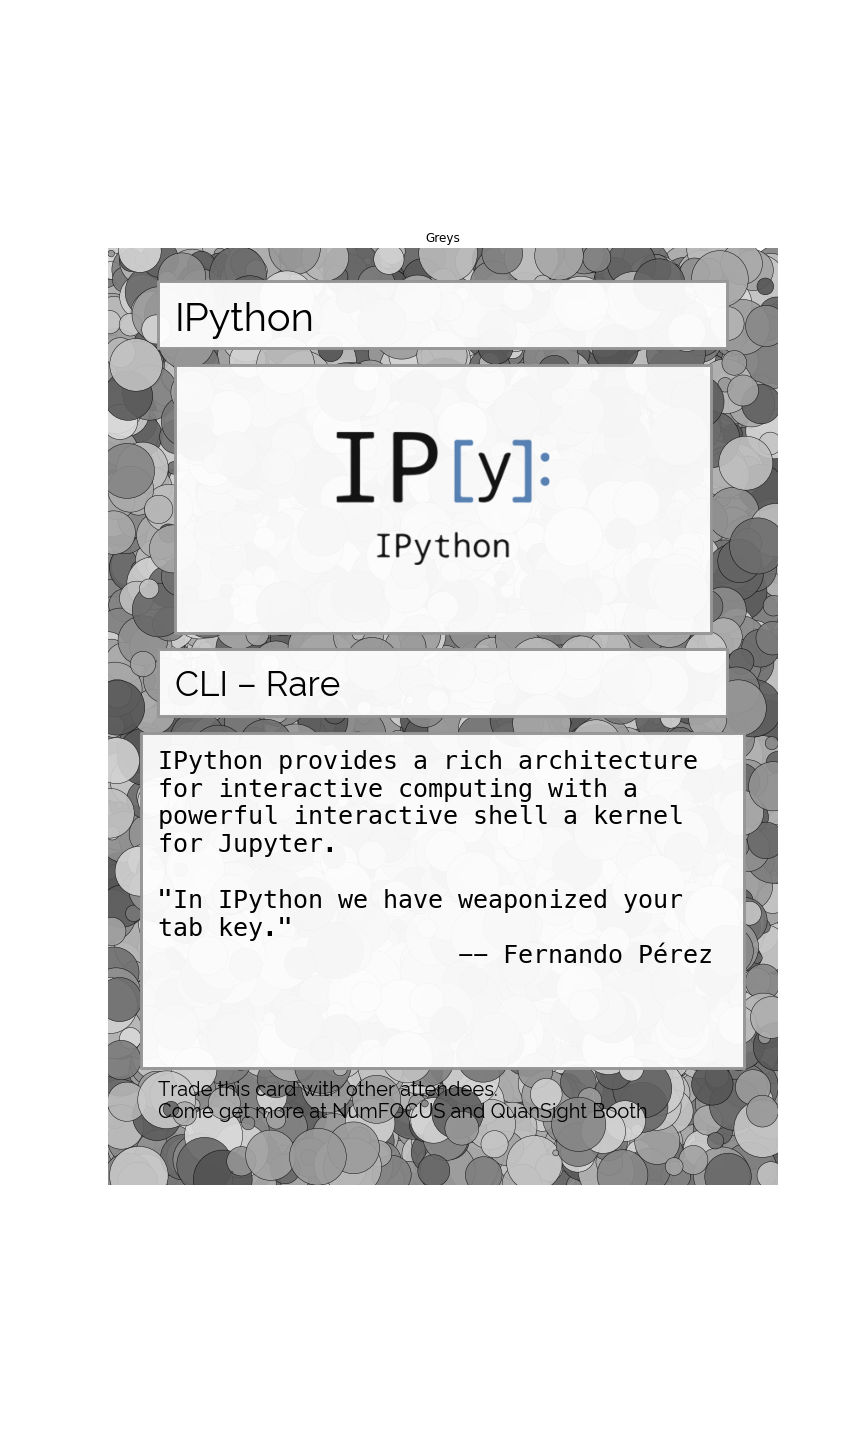 Greys
IPython
IP[y]:
IPython
CLI – Rare
IPython provides a rich architecture
for interactive computing with a
powerful interactive shell a kernel
for Jupyter.
"In IPython we have weaponized your
tab key."
−− Fernando Pérez
Trade this card with other attendees.
Come get more at NumFOCUS and QuanSight Booth